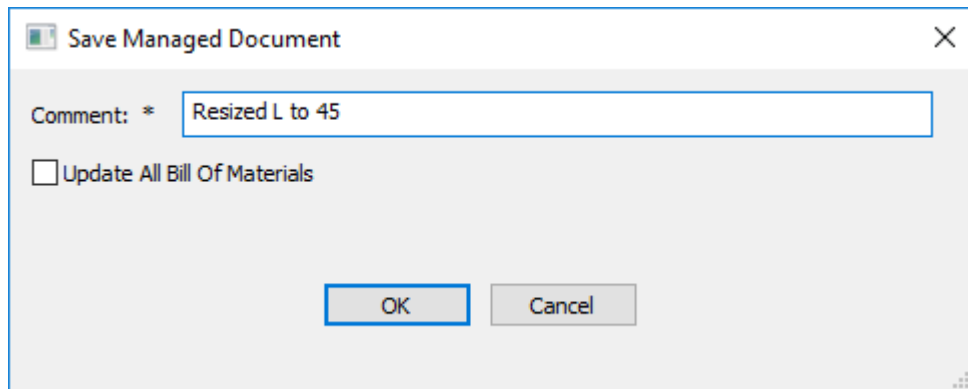 Save Managed Document
Comment: * Resized L to 45
Update All Bill Of Materials
OK Cancel